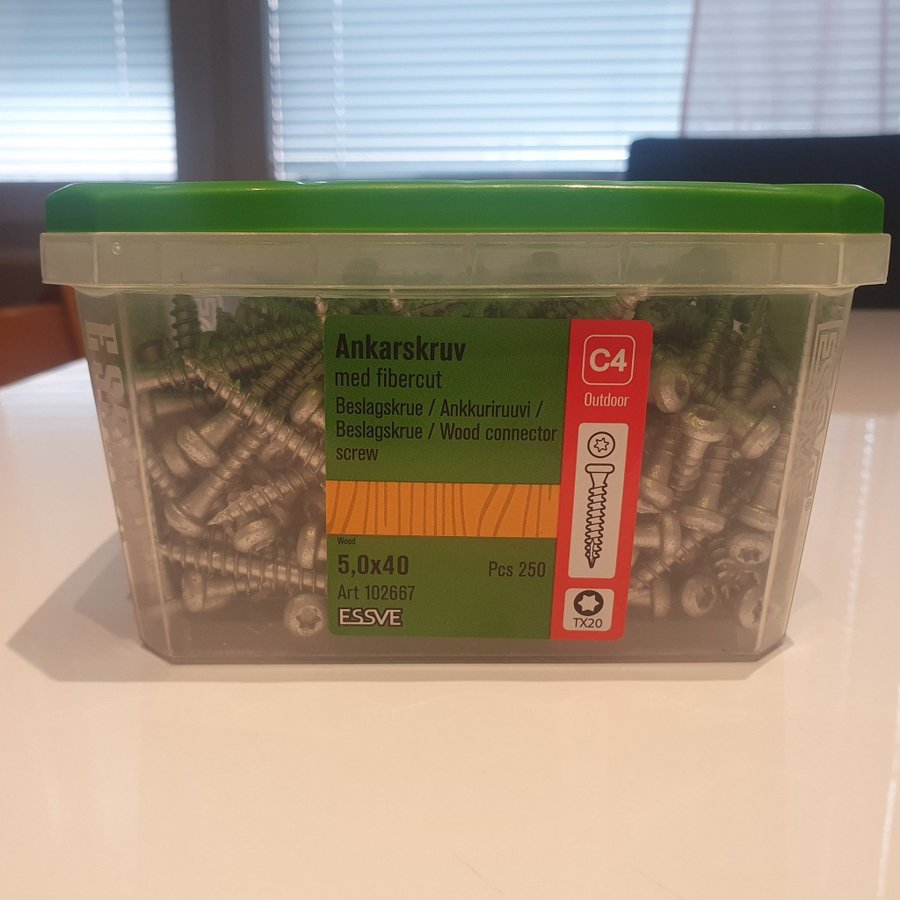 Ankarskruv
med fibercut
Beslagskrue / Ankkuriruuvi /
Beslagskrue / Wood connector
screw
Wood
5,0x40
Pcs 250
Art 102667
ESSVE
C4
Outdoor
TX20
ESSVE